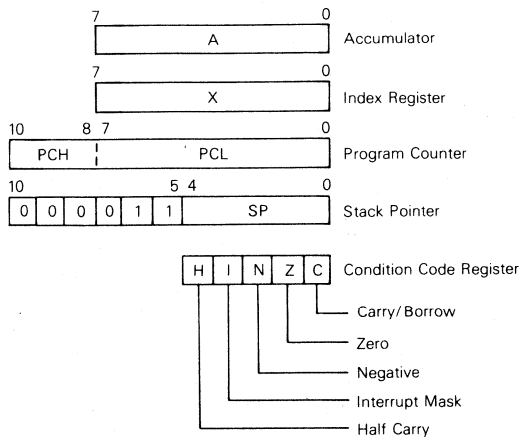 7 0
A Accumulator
7 0
X Index Register
10 8 7 0
PCH PCL Program Counter
10 5 4 0
0 0 0 0 1 1 SP Stack Pointer
H I N Z C Condition Code Register
Carry/Borrow
Zero
Negative
Interrupt Mask
Half Carry